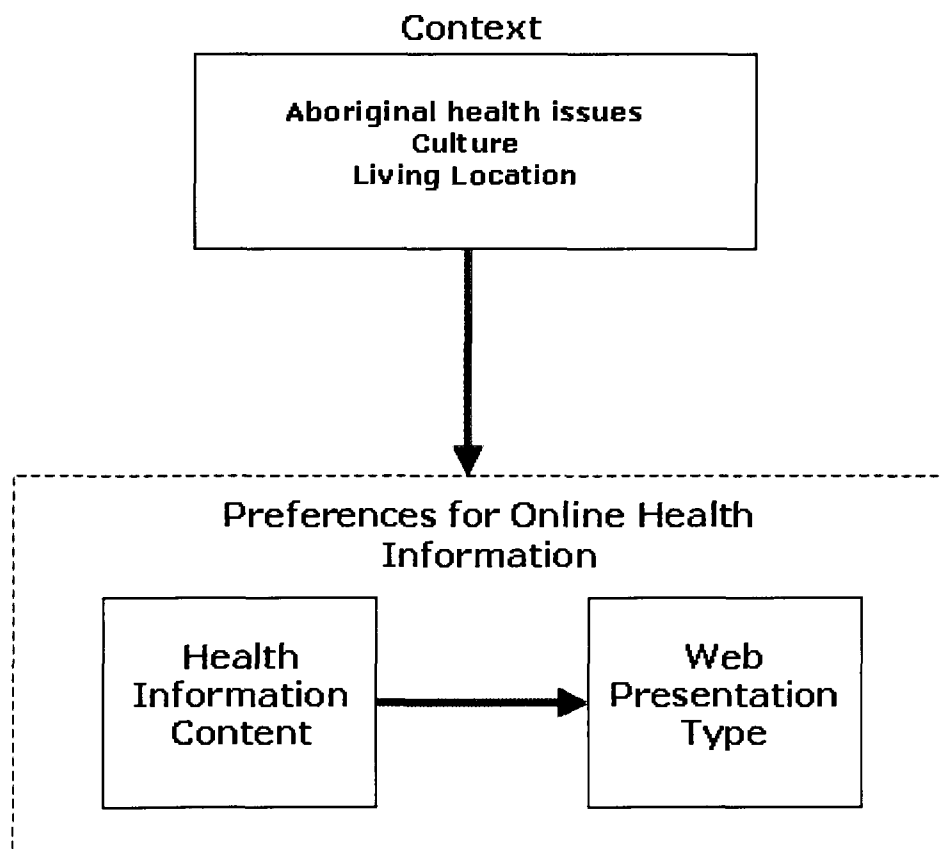 Context
Aboriginal health issues
Culture
Living Location
Preferences for Online Health
Information
Health
Information
Content
Web
Presentation
Type